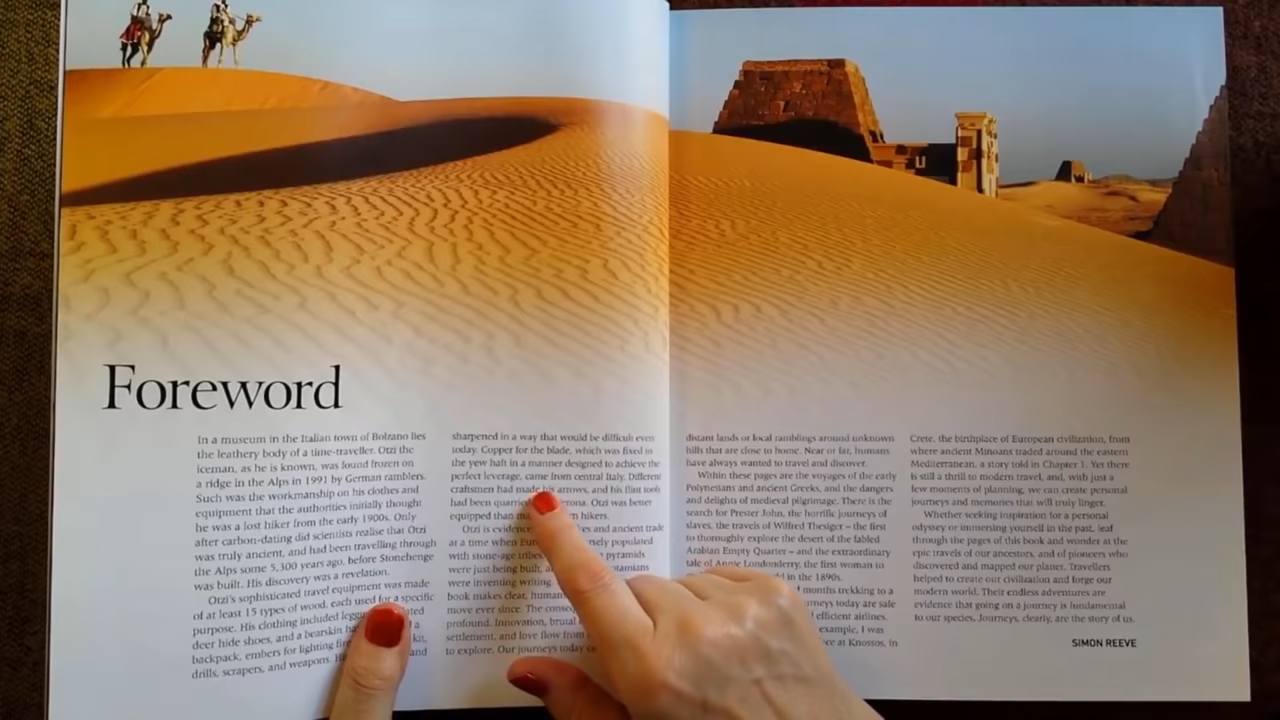 Foreword
In a museum in the Italian town of Bolzano lies
the leathery body of a time-traveller. Otzi the
iceman, as he is known, was found frozen on
a ridge in the Alps in 1991 by German ramblers.
Such was the workmanship on his clothes and
equipment that the authorities initially thought
he was a lost hiker from the early 1900s. Only
after carbon-dating did scientists realise that Otzi
was truly ancient, and had been travelling through
the Alps some 5,300 years ago, before Stonehenge
was built. His discovery was a revelation.
Otzi's sophisticated travel equipment was made
of at least 15 types of wood, each used for a specific
purpose. His clothing included
deer hide shoes, and a bearskin
backpack, embers for lighting kit,
drills, scrapers, and weapons. and
sharpened in a way that would be difficult even
today. Copper for the blade, which was fixed to
the yew haft in a manner designed to achieve the
perfect leverage, came from central Italy. Different
craftsmen had made his arrows, and his flint tools
had been quarried Otzi was better
equipped than hikers.
Otzi is evidence and ancient trade
at a time when populated
with stone-age pyramids
were just being built,
were inventing writing.
book makes clear,
move ever since. The
profound. Innovation, brutal
settlement, and love flow from
to explore. Our journeys today
distant lands or local ramblings around unknown
hills that are close to home. Near or far, humans
have always wanted to travel and discover.
Within these pages are the voyages of the early
Polynesians and ancient Greeks, and the dangers
and delights of medieval pilgrimage. There is the
search for Prester John, the horrific journeys of
slaves, the travels of Wilfred Thesiger – the first
to thoroughly explore the desert of the fabled
Arabian Empty Quarter – and the extraordinary
tale of Annie Londonderry, the first woman to
in the 1890s.
months trekking to a
journeys today are safe
efficient airlines.
example, I was
at Knossos, in
Crete, the birthplace of European civilization, from
where ancient Minoans traded around the eastern
Mediterranean, a story told in Chapter 1. Yet there
is still a thrill to modern travel, and, with just a
few moments of planning, we can create personal
journeys and memories that will truly linger.
Whether seeking inspiration for a personal
odyssey or immersing yourself in the past, leaf
through the pages of this book and wonder at the
epic travels of our ancestors, and of pioneers who
discovered and mapped our planet. Travellers
helped to create our civilization and forge our
modern world. Their endless adventures are
evidence that going on a journey is fundamental
to our species. Journeys, clearly, are the story of us.
SIMON REEVE